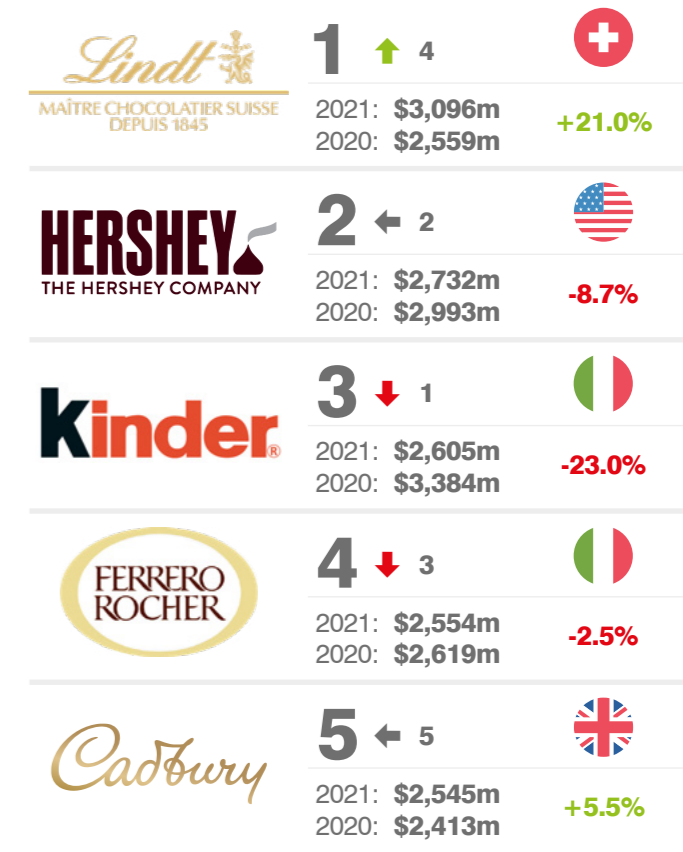 Lindt
MAÎTRE CHOCOLATIER SUISSE
DEPUIS 1845
1 4
2021: $3,096m
2020: $2,559m
+21.0%
HERSHEY
THE HERSHEY COMPANY
2 2
2021: $2,732m
2020: $2,993m
-8.7%
kinder®
3 1
2021: $2,605m
2020: $3,384m
-23.0%
FERRERO
ROCHER
4 3
2021: $2,554m
2020: $2,619m
-2.5%
Cadbury
5 5
2021: $2,545m
2020: $2,413m
+5.5%